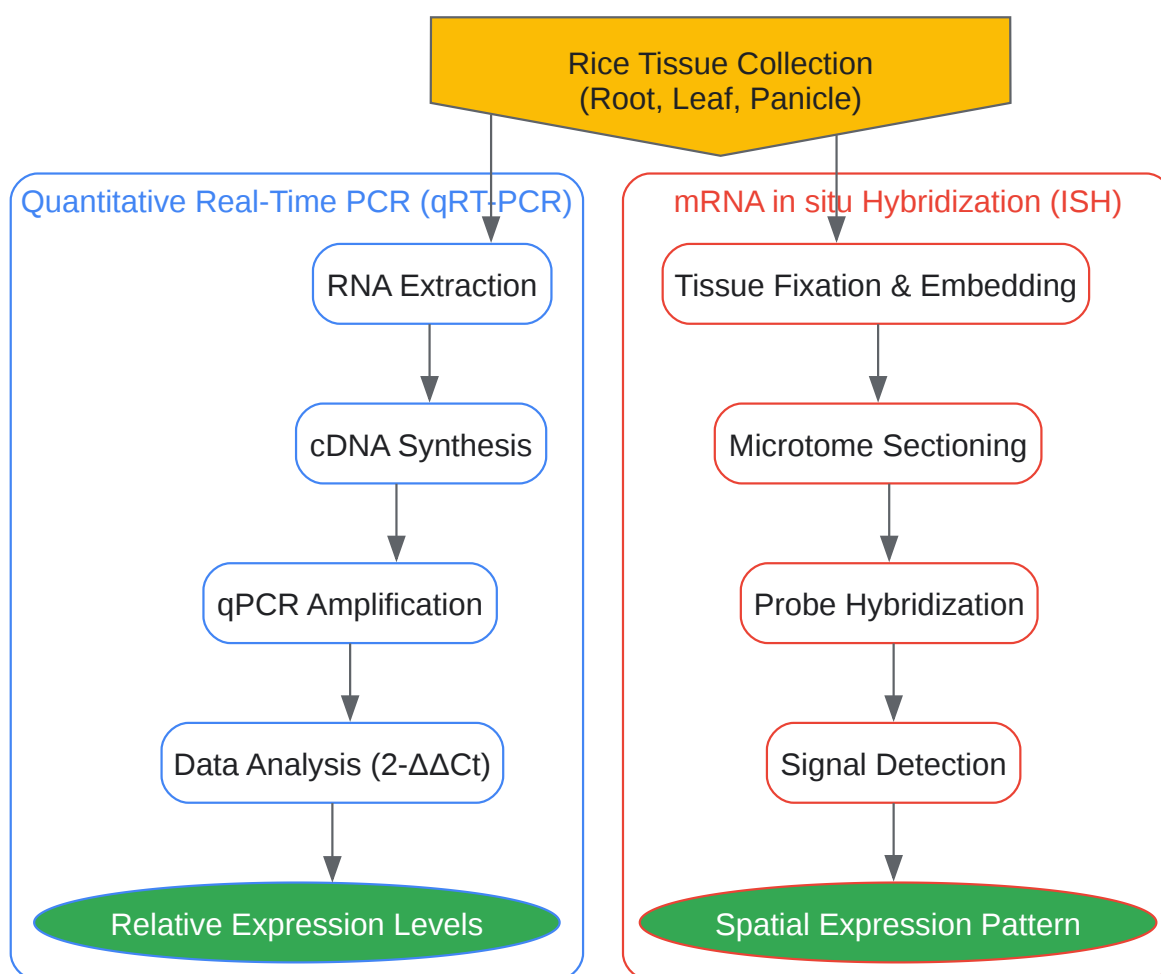 Rice Tissue Collection
(Root, Leaf, Panicle)
Quantitative Real-Time PCR (qRT-PCR)
RNA Extraction
cDNA Synthesis
qPCR Amplification
Data Analysis (2-ΔΔCt)
Relative Expression Levels
mRNA in situ Hybridization (ISH)
Tissue Fixation & Embedding
Microtome Sectioning
Probe Hybridization
Signal Detection
Spatial Expression Pattern